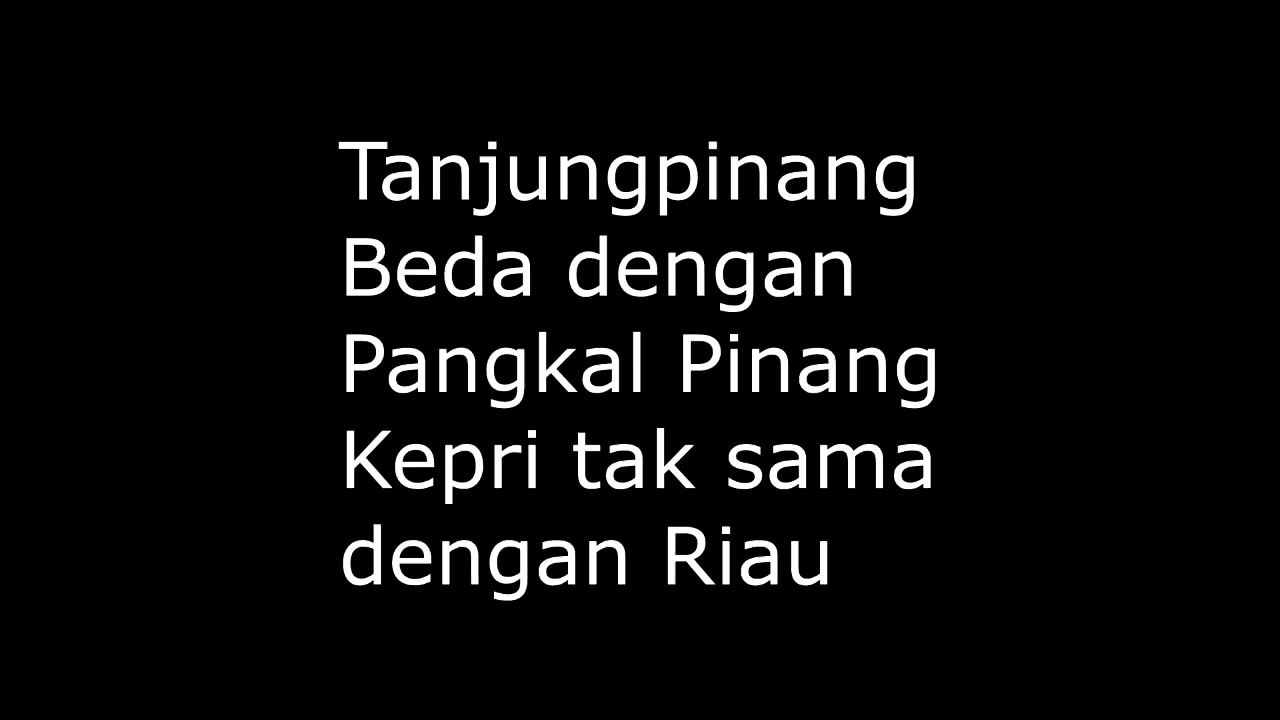 Tanjungpinang
Beda dengan
Pangkal Pinang
Kepri tak sama
dengan Riau